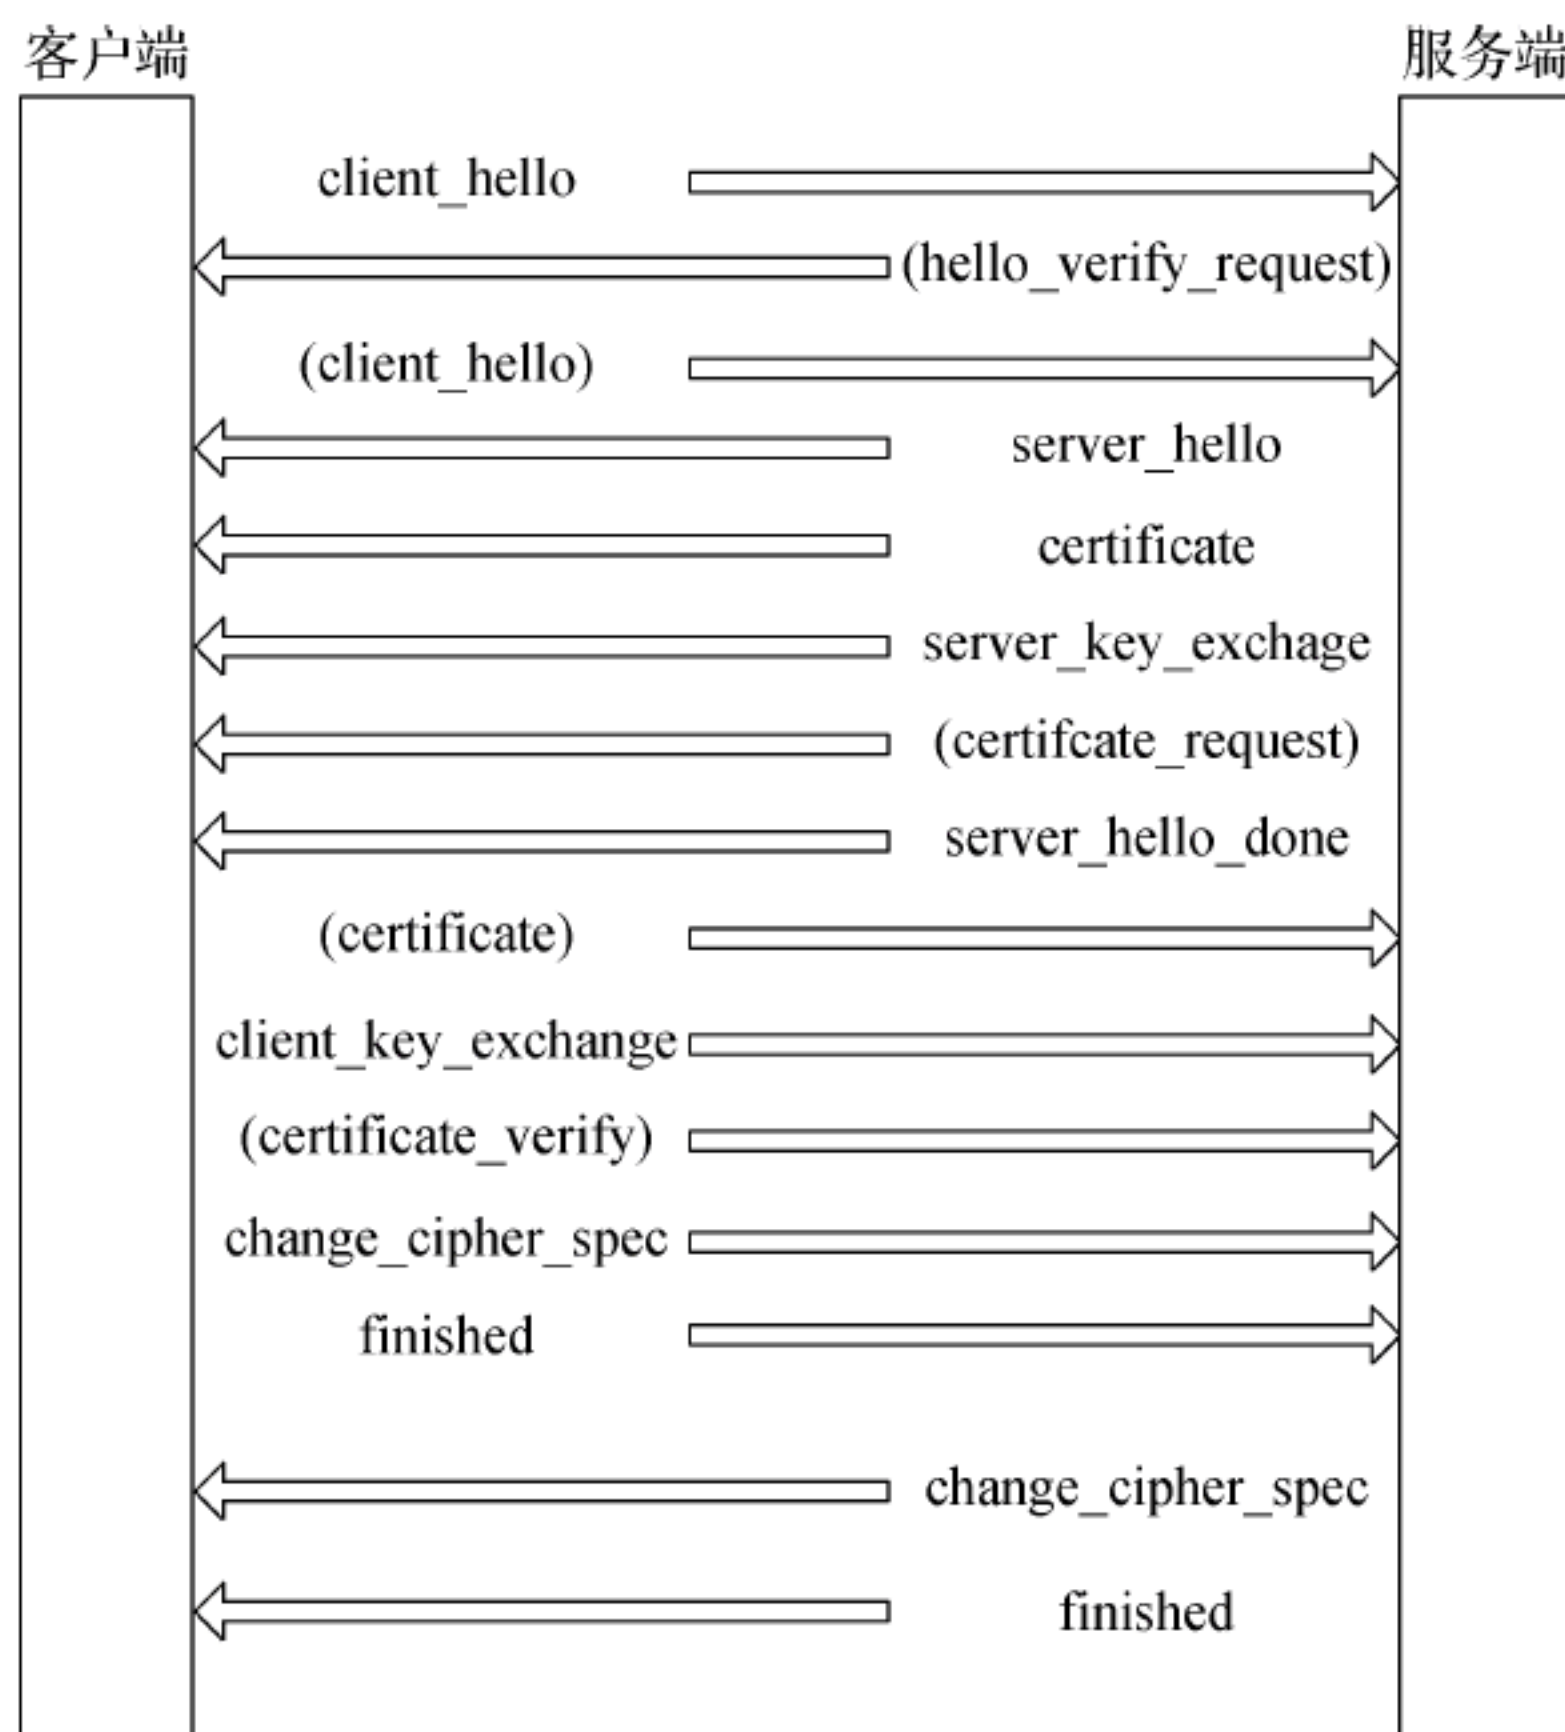 客户端
服务端
client_hello
(hello_verify_request)
(client_hello)
server_hello
certificate
server_key_exchage
(certifcate_request)
server_hello_done
(certificate)
client_key_exchange
(certificate_verify)
change_cipher_spec
finished
change_cipher_spec
finished